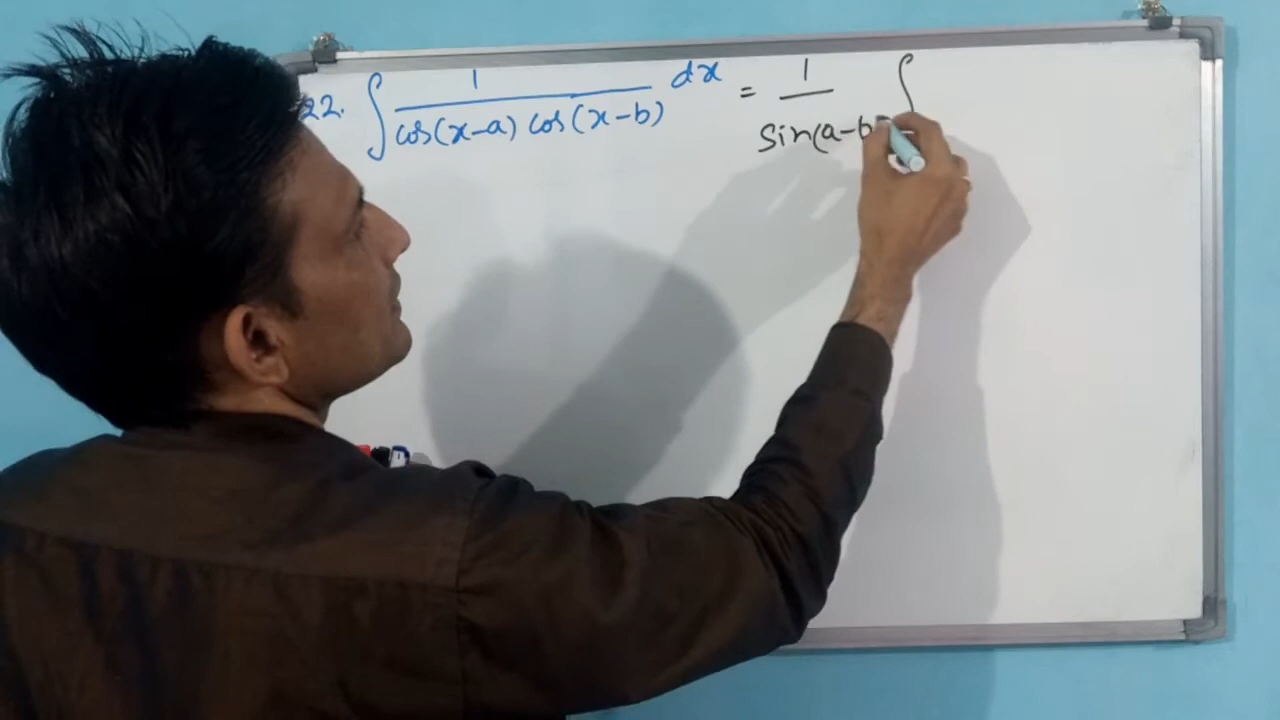 22. ∫ 1 / cos(x-a) cos(x-b) dx = 1 / sin(a-b) ∫